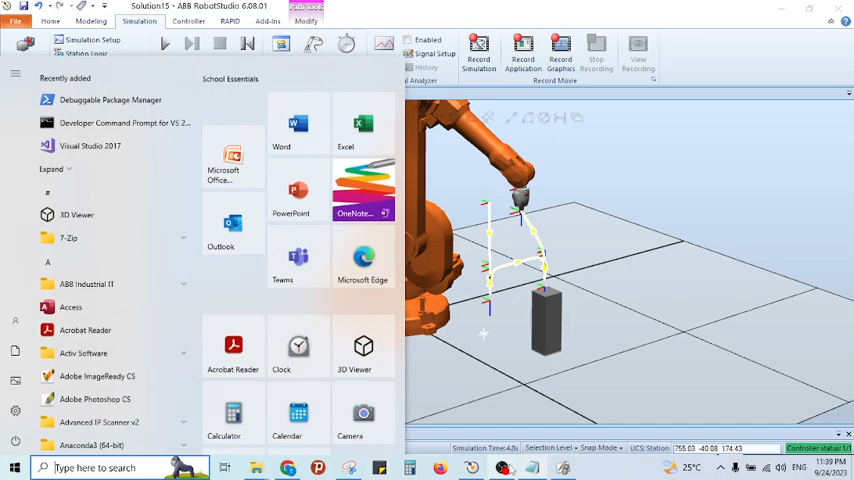 Solution15 - ABB RobotStudio 6.08.01
File
Home
Modeling
Simulation
Controller
RAPID
Add-Ins
Modify
Simulation Setup
Station Logic
Enabled
Signal Setup
History
Record Simulation
Record Application
Record Graphics
Stop Recording
View Recording
Record Movie
Recently added
Debuggable Package Manager
Developer Command Prompt for VS 2...
Visual Studio 2017
Expand
#
3D Viewer
7-Zip
A
ABB Industrial IT
Access
Acrobat Reader
Activ Software
Adobe ImageReady CS
Adobe Photoshop CS
Advanced IP Scanner v2
Anaconda3 (64-bit)
School Essentials
Microsoft Office...
Word
Excel
PowerPoint
OneNote...
Outlook
Teams
Microsoft Edge
Acrobat Reader
Clock
3D Viewer
Calculator
Calendar
Camera
Simulation Time: 4.8s
Selection Level
Snap Mode
UCS: Station
755.03 -40.08 174.43
Controller status: 1/1
Type here to search
25°C
ENG
11:39 PM
9/24/2023